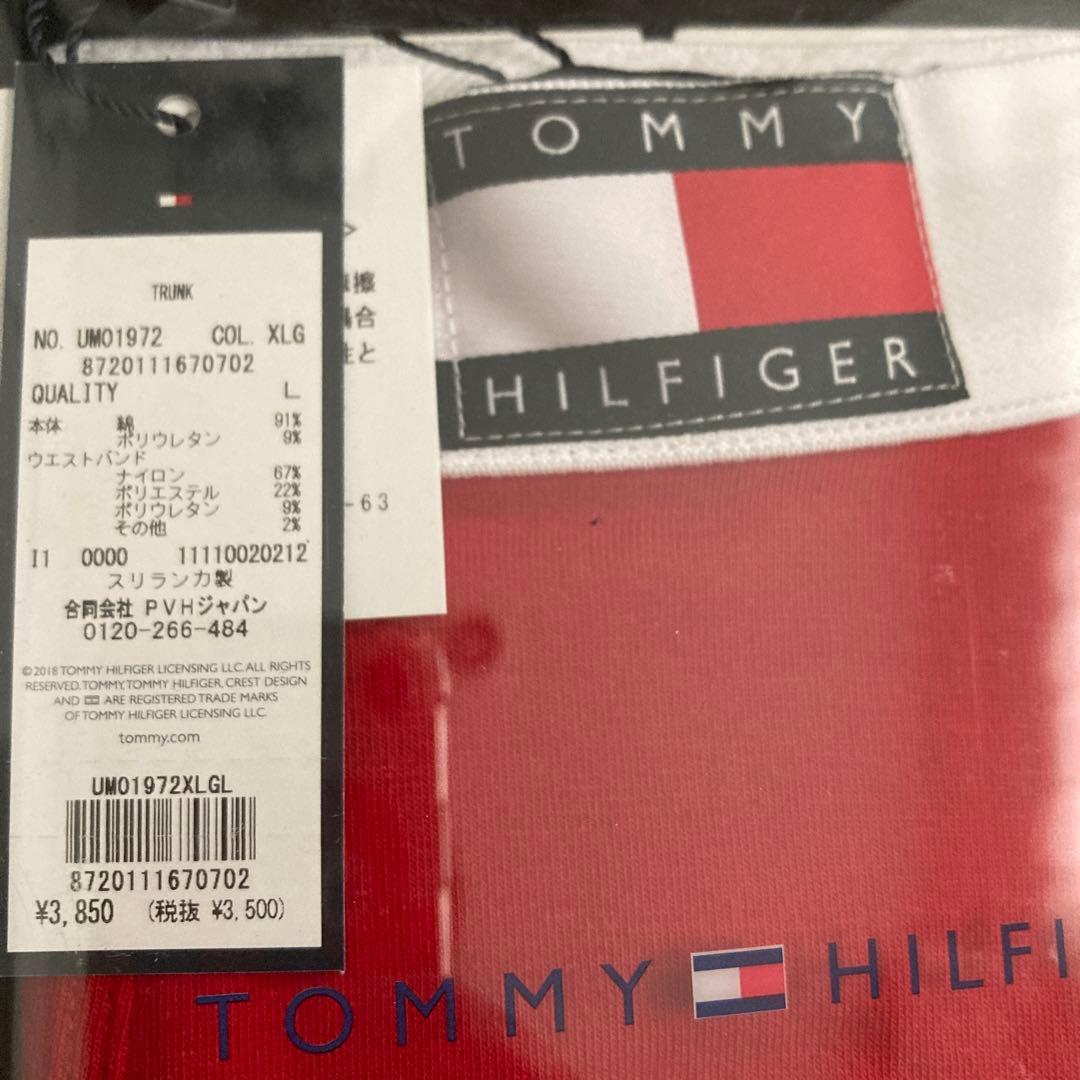 TRUNK
NO. UM01972 COL. XLG
8720111670702
QUALITY L
本体 綿 91%
ポリウレタン 9%
ウエストバンド
ナイロン 67%
ポリエステル 22%
ポリウレタン 9%
その他 2%
I1 0000 11110020212
スリランカ製
合同会社 PVHジャパン
0120-266-484
©2018 TOMMY HILFIGER LICENSING LLC. ALL RIGHTS
RESERVED. TOMMY, TOMMY HILFIGER, CREST DESIGN
AND ARE REGISTERED TRADE MARKS
OF TOMMY HILFIGER LICENSING LLC.
tommy.com
UM01972XLGL
8720111670702
¥3,850 (税抜 ¥3,500)
>
擦
場合
と
-63
TOMMY
HILFIGER
TOMMY HILFI